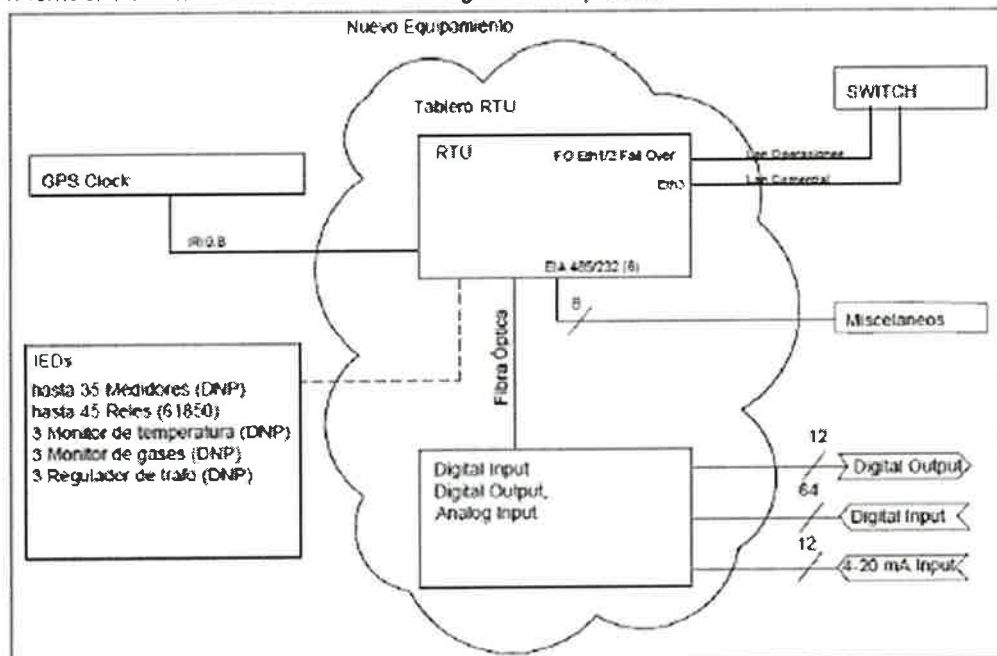 Nuevo Equipamiento
Tablero RTU
SWITCH
RTU
FO Eth1/2 Fail Over
Lan Operasiones
Eth3
Lan Comercial
GPS Clock
IRIG.B
EIA 485/232 (6)
6
Miscelaneos
Fibra Óptica
IEDs
hasta 35 Medidores (DNP)
hasta 45 Reles (61850)
3 Monitor de temperatura (DNP)
3 Monitor de gases (DNP)
3 Regulador de trafo (DNP)
Digital Input
Digital Output,
Analog Input
12
Digital Output
64
Digital Input
12
4-20 mA Input